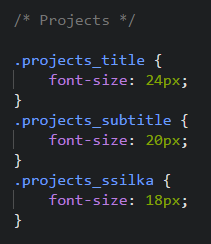 /* Projects */

.projects_title {
    font-size: 24px;
}
.projects_subtitle {
    font-size: 20px;
}
.projects_ssilka {
    font-size: 18px;
}